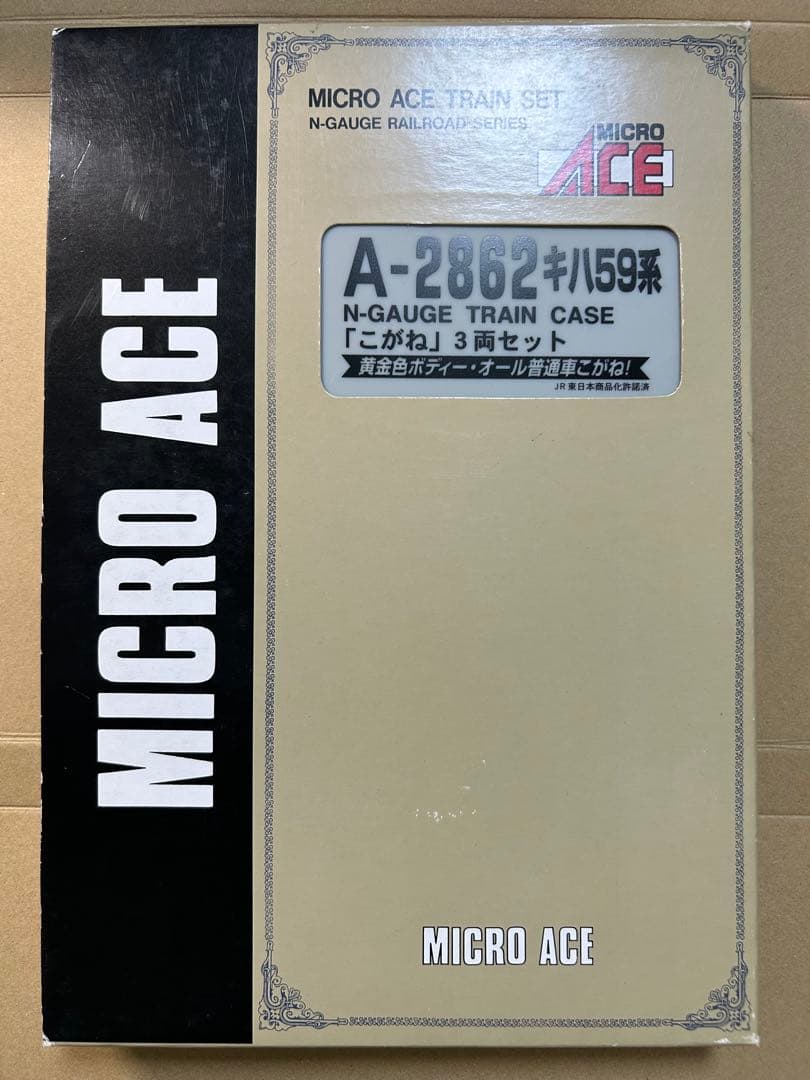 MICRO ACE
MICRO ACE TRAIN SET
N-GAUGE RAILROAD SERIES
MICRO
ACE
A-2862キハ59系
N-GAUGE TRAIN CASE
「こがね」3両セット
黄金色ボディー・オール普通車こがね!
JR東日本商品化許諾済
MICRO ACE